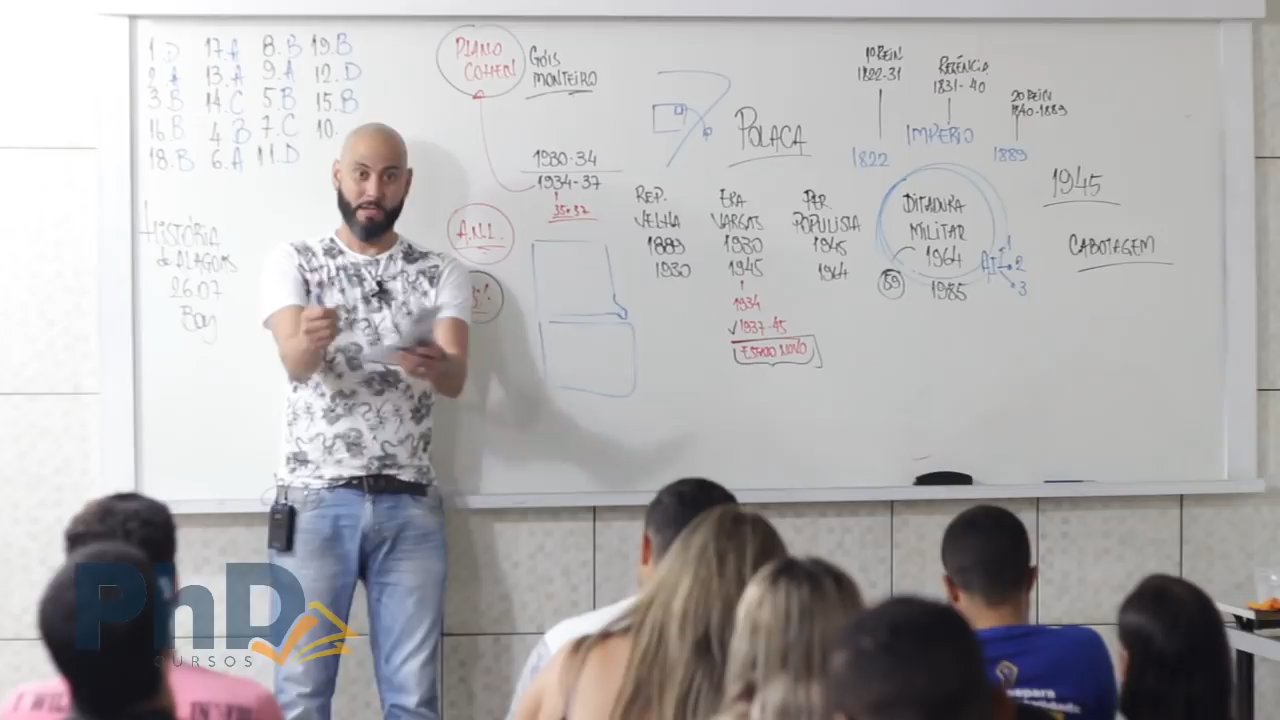 1. D 17. A 8. B 19. B
2. A 13. A 9. A 12. D
3. B 14. C 5. B 15. B
16. B 4. B 7. C 10.
18. B 6. A 11. D
HISTÓRIA
de ALAGOAS
26.07
PLANO
COHEN
GÓIS
MONTEIRO
1930-34
1934-37
35 37
A.N.L.
POLACA
REP.
VELHA
1889
1930
ERA
VARGAS
1930
1945
1934
1937-45
ESTADO NOVO
PER.
POPULISTA
1945
1964
1º REIN
1822-31
REGÊNCIA
1831-40
2º REIN
1840-1889
IMPÉRIO
1822
1889
DITADURA
MILITAR
1964
1985
AI 1
2
3
1945
CABOTAGEM
PhD
CURSOS